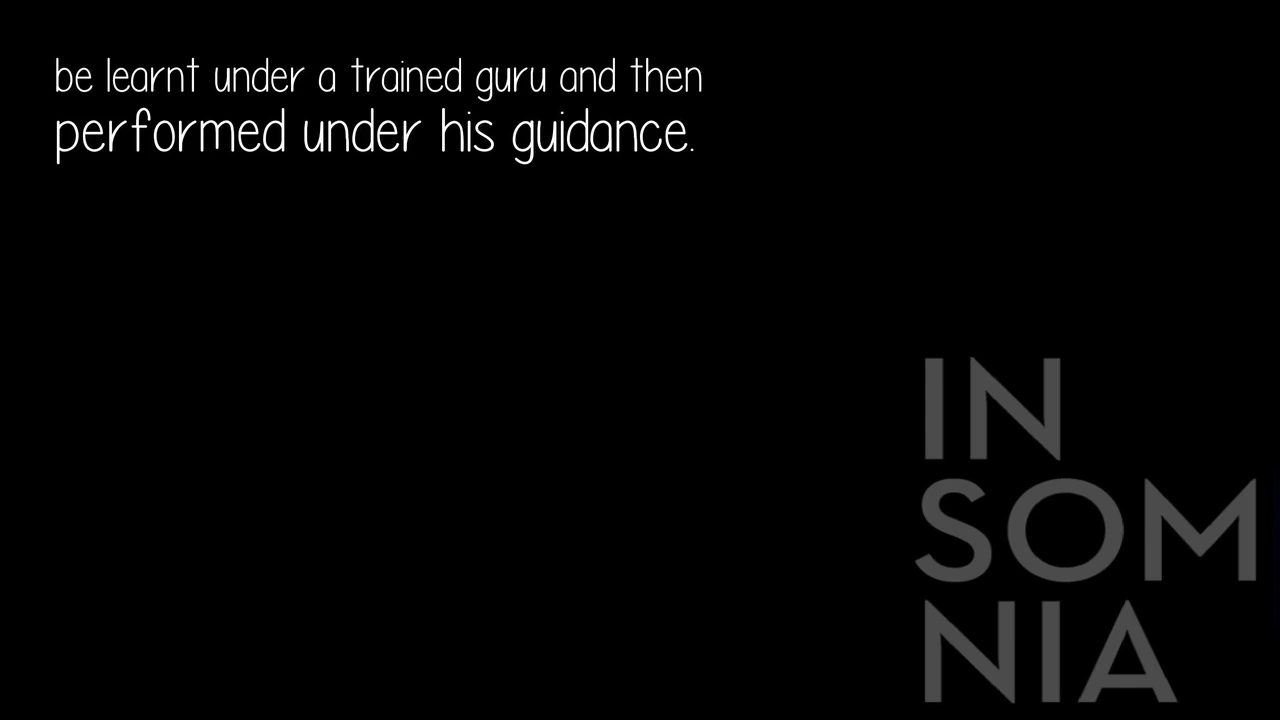 be learnt under a trained guru and then
performed under his guidance.
IN
SOM
NIA